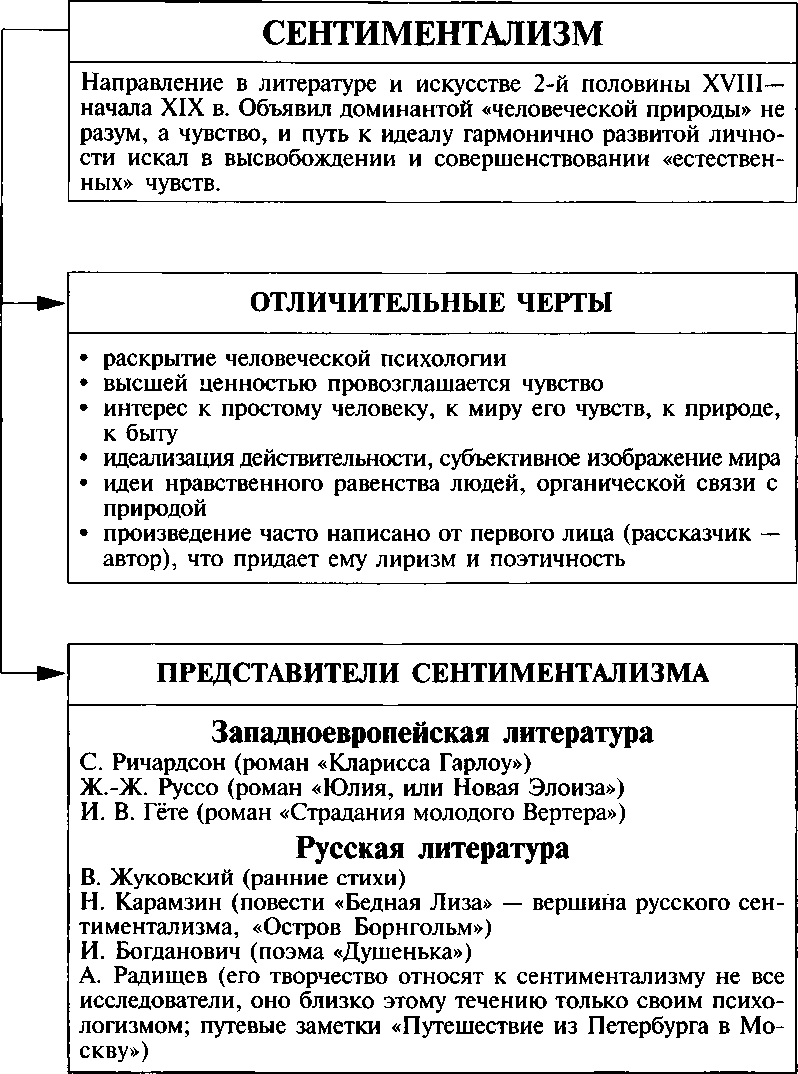 СЕНТИМЕНТАЛИЗМ
Направление в литературе и искусстве 2-й половины XVIII—
начала XIX в. Объявил доминантой «человеческой природы» не
разум, а чувство, и путь к идеалу гармонично развитой лично-
сти искал в высвобождении и совершенствовании «естествен-
ных» чувств.
ОТЛИЧИТЕЛЬНЫЕ ЧЕРТЫ
• раскрытие человеческой психологии
• высшей ценностью провозглашается чувство
• интерес к простому человеку, к миру его чувств, к природе,
к быту
• идеализация действительности, субъективное изображение мира
• идеи нравственного равенства людей, органической связи с
природой
• произведение часто написано от первого лица (рассказчик —
автор), что придает ему лиризм и поэтичность
ПРЕДСТАВИТЕЛИ СЕНТИМЕНТАЛИЗМА
Западноевропейская литература
С. Ричардсон (роман «Кларисса Гарлоу»)
Ж.-Ж. Руссо (роман «Юлия, или Новая Элоиза»)
И. В. Гёте (роман «Страдания молодого Вертера»)
Русская литература
В. Жуковский (ранние стихи)
Н. Карамзин (повести «Бедная Лиза» — вершина русского сен-
тиментализма, «Остров Борнгольм»)
И. Богданович (поэма «Душенька»)
А. Радищев (его творчество относят к сентиментализму не все
исследователи, оно близко этому течению только своим психо-
логизмом; путевые заметки «Путешествие из Петербурга в Мо-
скву»)